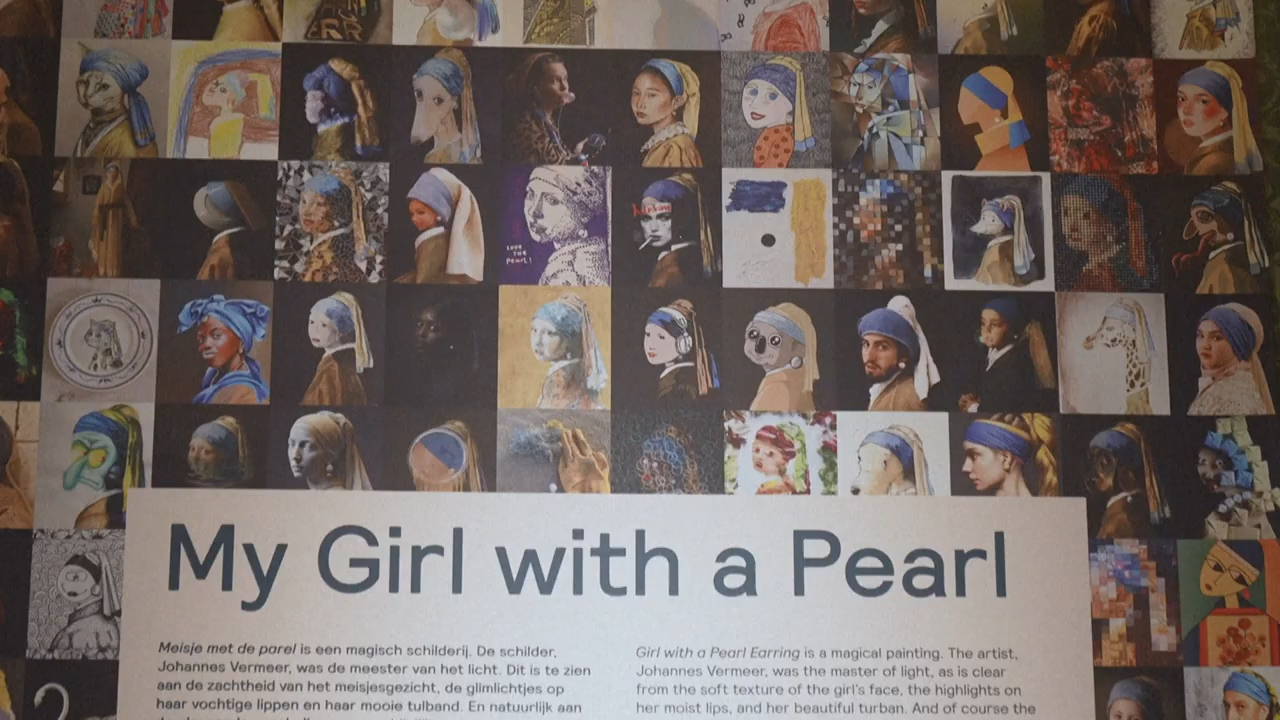 LOVE
THE
PEARL!
My Girl with a Pearl
Meisje met de parel is een magisch schilderij. De schilder,
Johannes Vermeer, was de meester van het licht. Dit is te zien
aan de zachtheid van het meisjesgezicht, de glimlichtjes op
haar vochtige lippen en haar mooie tulband. En natuurlijk aan
Girl with a Pearl Earring is a magical painting. The artist,
Johannes Vermeer, was the master of light, as is clear
from the soft texture of the girl's face, the highlights on
her moist lips, and her beautiful turban. And of course the